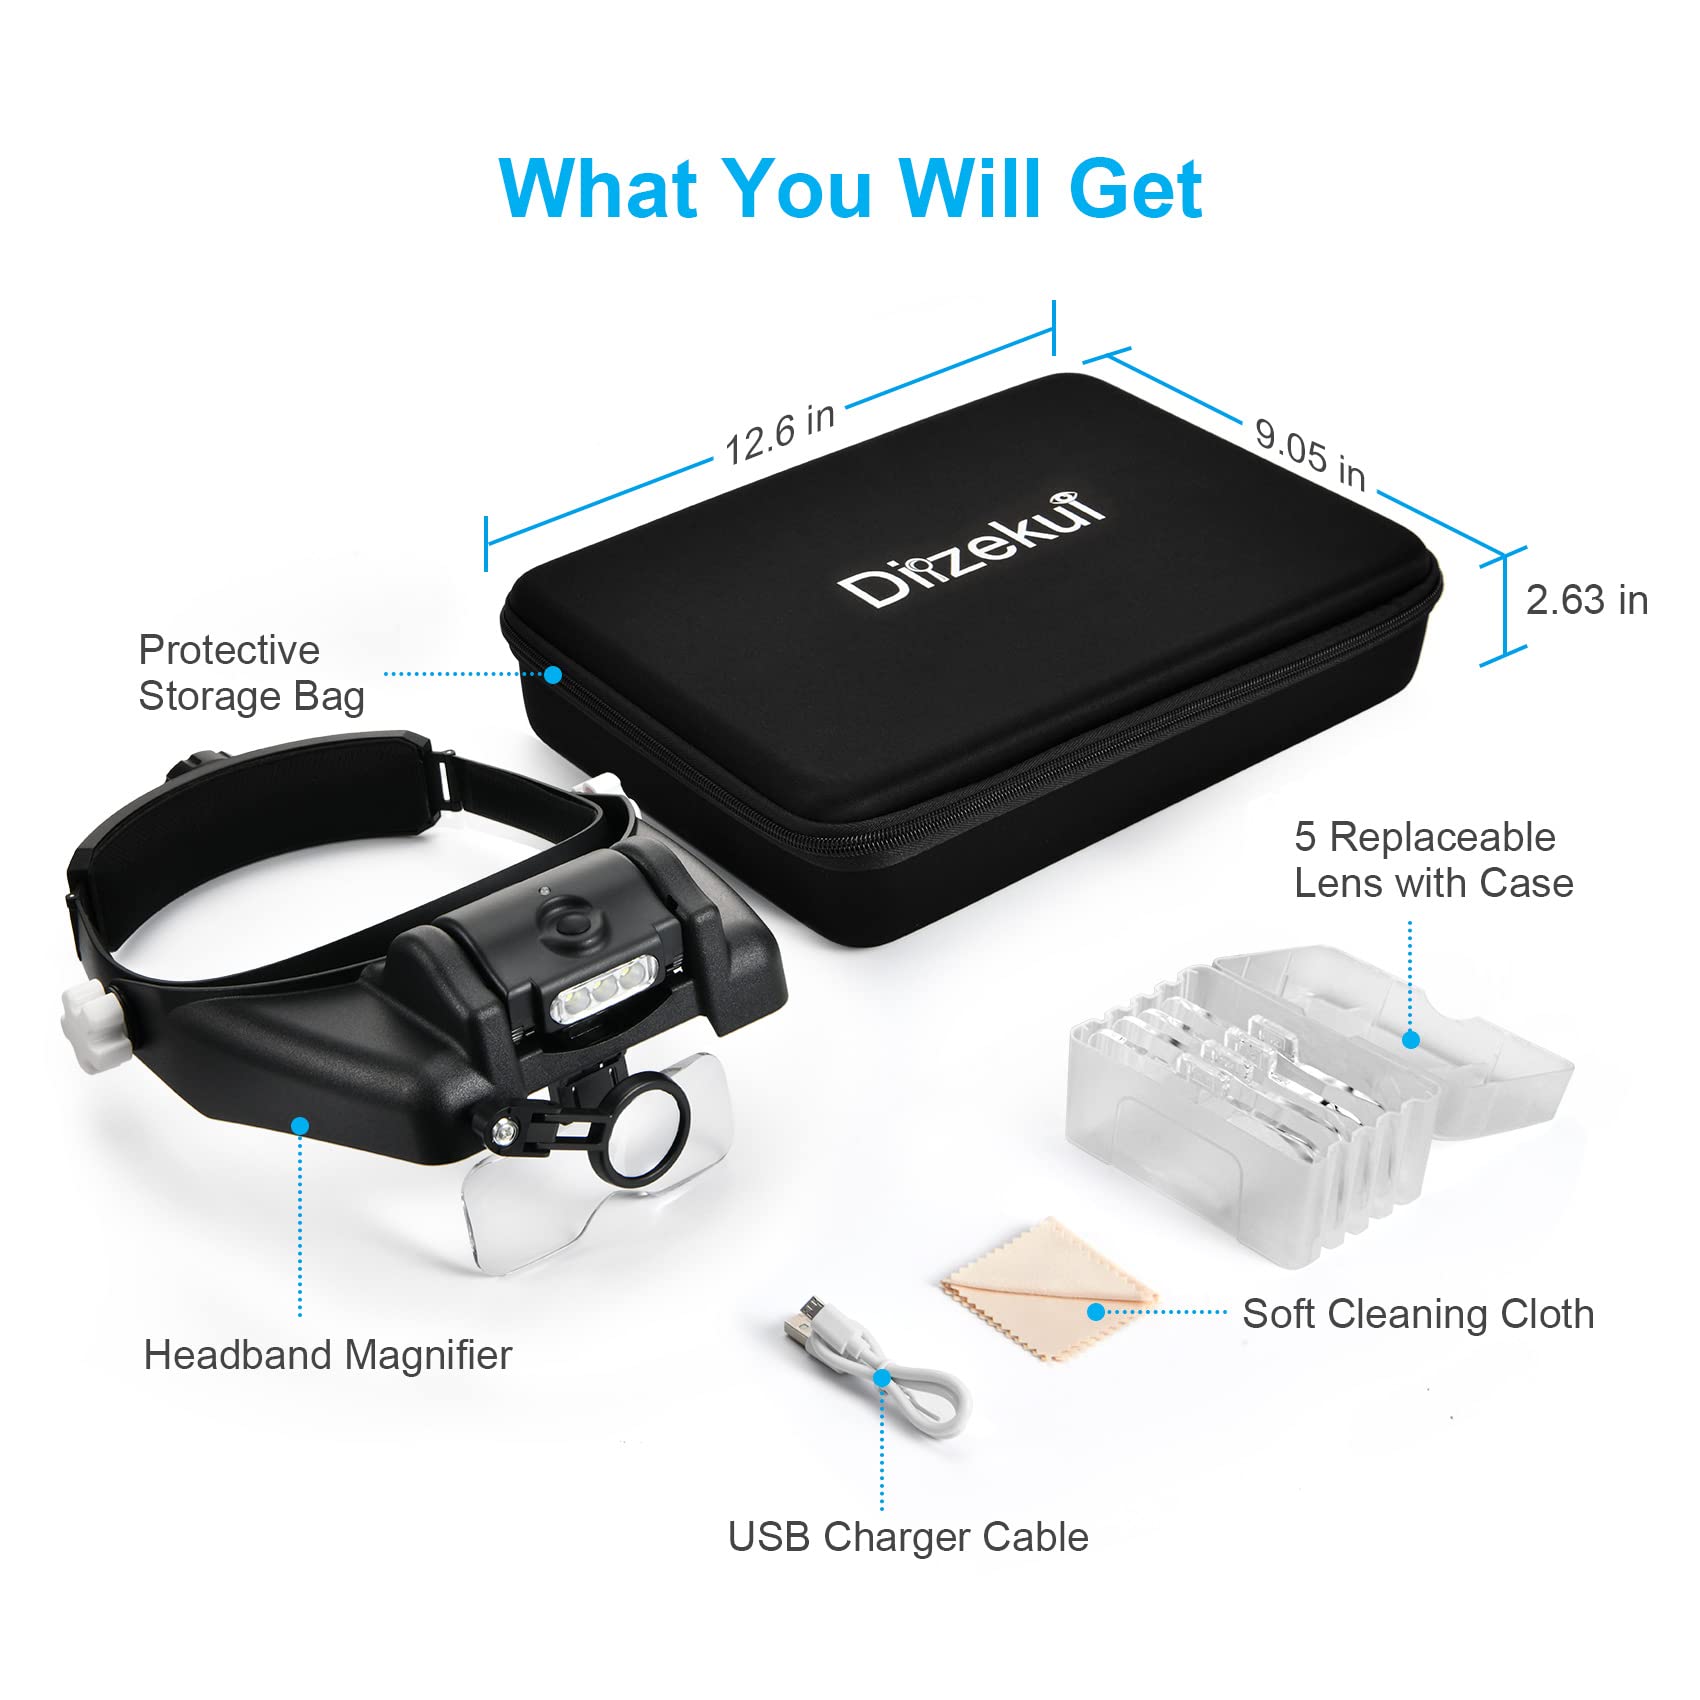 What You Will Get
12.6 in
9.05 in
2.63 in
Dilzekui
Protective
Storage Bag
5 Replaceable
Lens with Case
Headband Magnifier
Soft Cleaning Cloth
USB Charger Cable